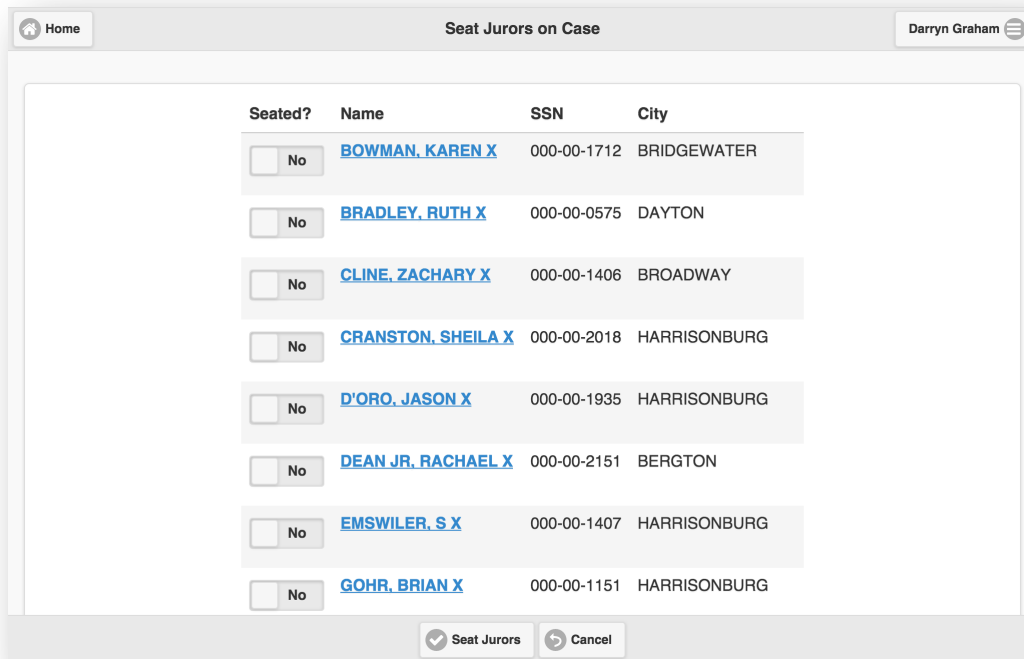 Home
Seat Jurors on Case
Darryn Graham
Seated? Name SSN City
No BOWMAN, KAREN X 000-00-1712 BRIDGEWATER
No BRADLEY, RUTH X 000-00-0575 DAYTON
No CLINE, ZACHARY X 000-00-1406 BROADWAY
No CRANSTON, SHEILA X 000-00-2018 HARRISONBURG
No D'ORO, JASON X 000-00-1935 HARRISONBURG
No DEAN JR, RACHAEL X 000-00-2151 BERGTON
No EMSWILER, S X 000-00-1407 HARRISONBURG
No GOHR, BRIAN X 000-00-1151 HARRISONBURG
Seat Jurors
Cancel